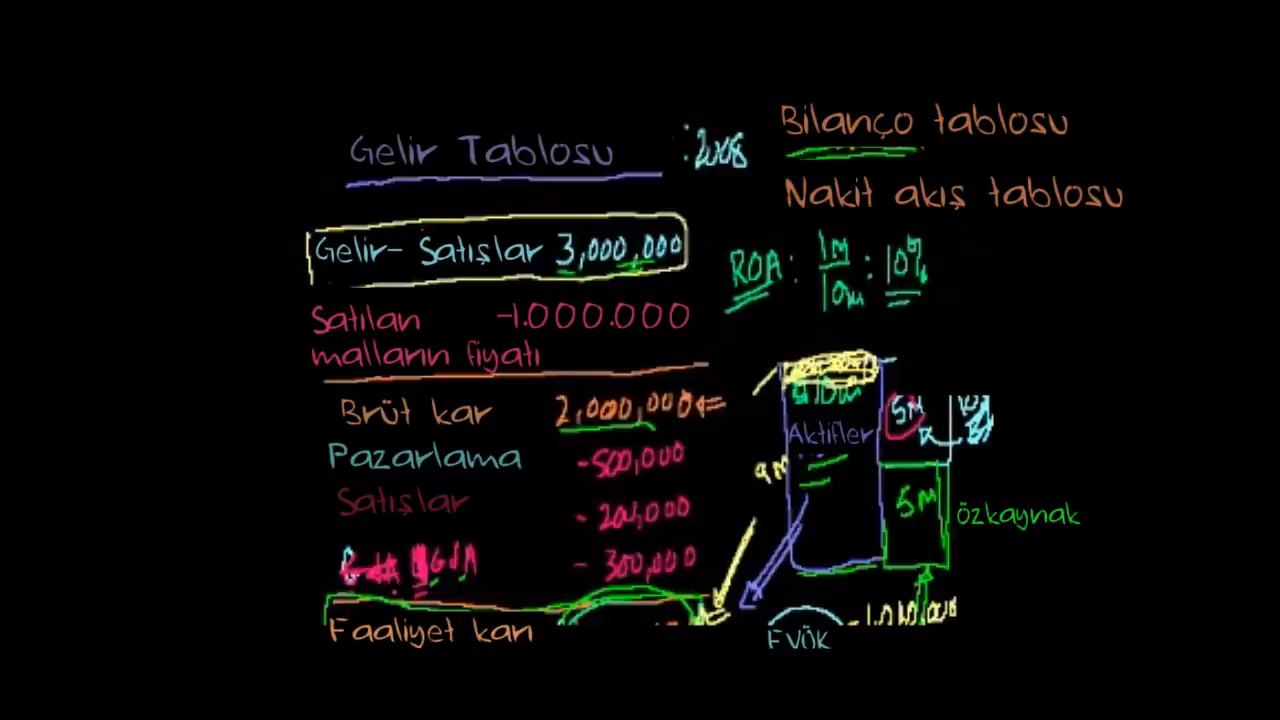 Gelir Tablosu : 2008
Bilanço tablosu
Nakit akış tablosu
Gelir- Satışlar 3,000,000
ROA : 1M / 10M : 10%
Satılan -1.000.000
malların fiyatı
Brüt kar 2,000,000
Pazarlama -500,000
Satışlar - 200,000
GdA - 300,000
Faaliyet karı
Aktifler
5M
9M
5M özkaynak
FVÖK